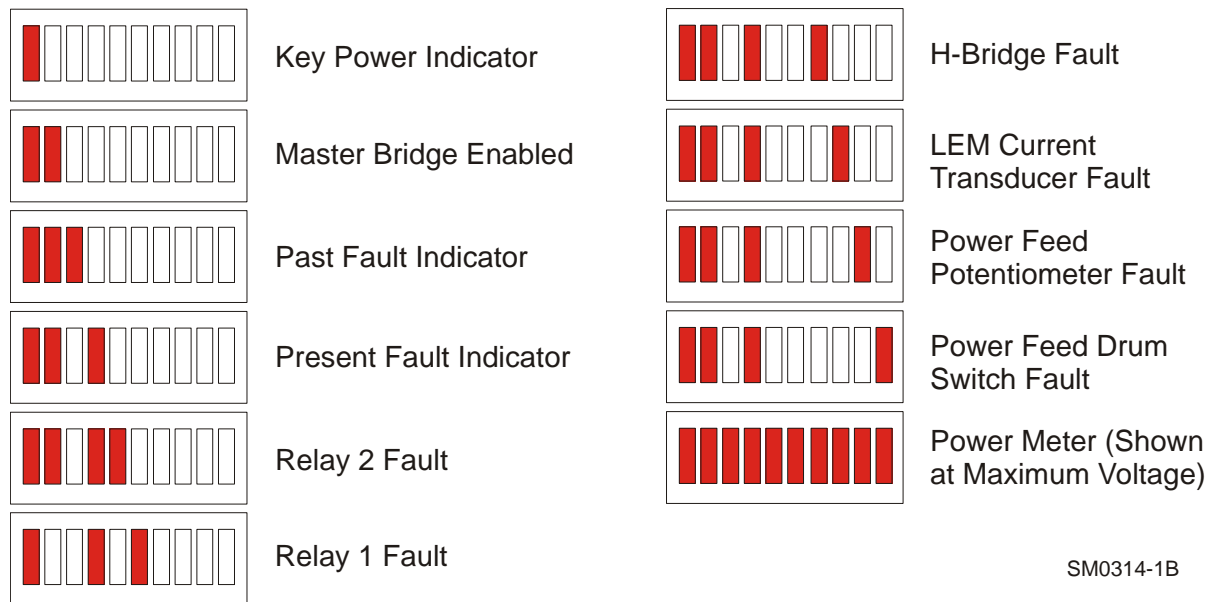 Key Power Indicator
Master Bridge Enabled
Past Fault Indicator
Present Fault Indicator
Relay 2 Fault
Relay 1 Fault
H-Bridge Fault
LEM Current
Transducer Fault
Power Feed
Potentiometer Fault
Power Feed Drum
Switch Fault
Power Meter (Shown
at Maximum Voltage)
SM0314-1B